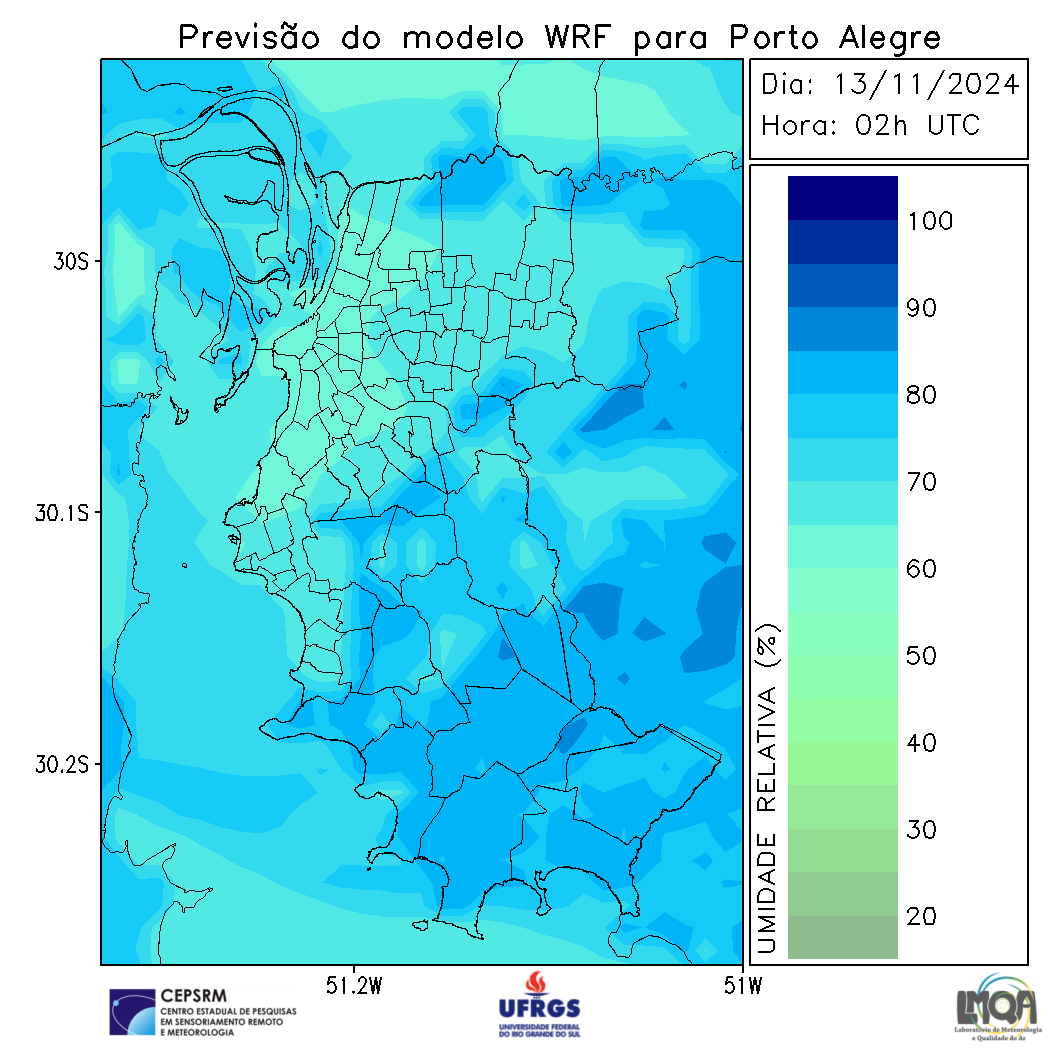 Previsão do modelo WRF para Porto Alegre
Dia: 13/11/2024
Hora: 02h UTC
30S
30.1S
30.2S
51.2W
51W
UMIDADE RELATIVA (%)
100
90
80
70
60
50
40
30
20
CEPSRM
CENTRO ESTADUAL DE PESQUISAS
EM SENSORIAMENTO REMOTO
E METEOROLOGIA
UFRGS
UNIVERSIDADE FEDERAL
DO RIO GRANDE DO SUL
LMQA
Laboratório de Meteorologia
e Qualidade do Ar